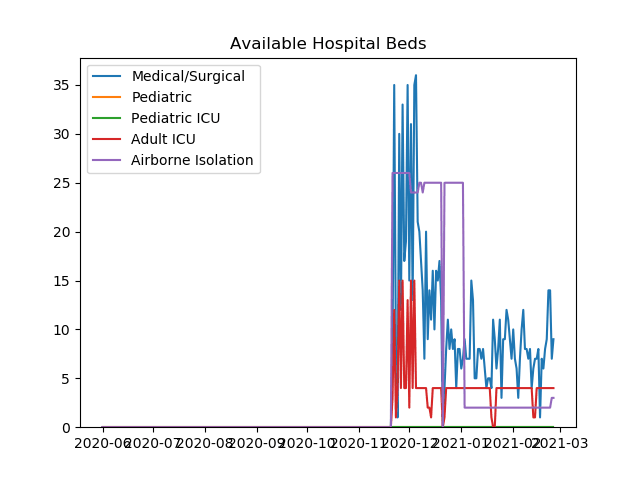 Available Hospital Beds
Medical/Surgical
Pediatric
Pediatric ICU
Adult ICU
Airborne Isolation
35
30
25
20
15
10
5
0
2020-06 2020-07 2020-08 2020-09 2020-10 2020-11 2020-12 2021-01 2021-02 2021-03